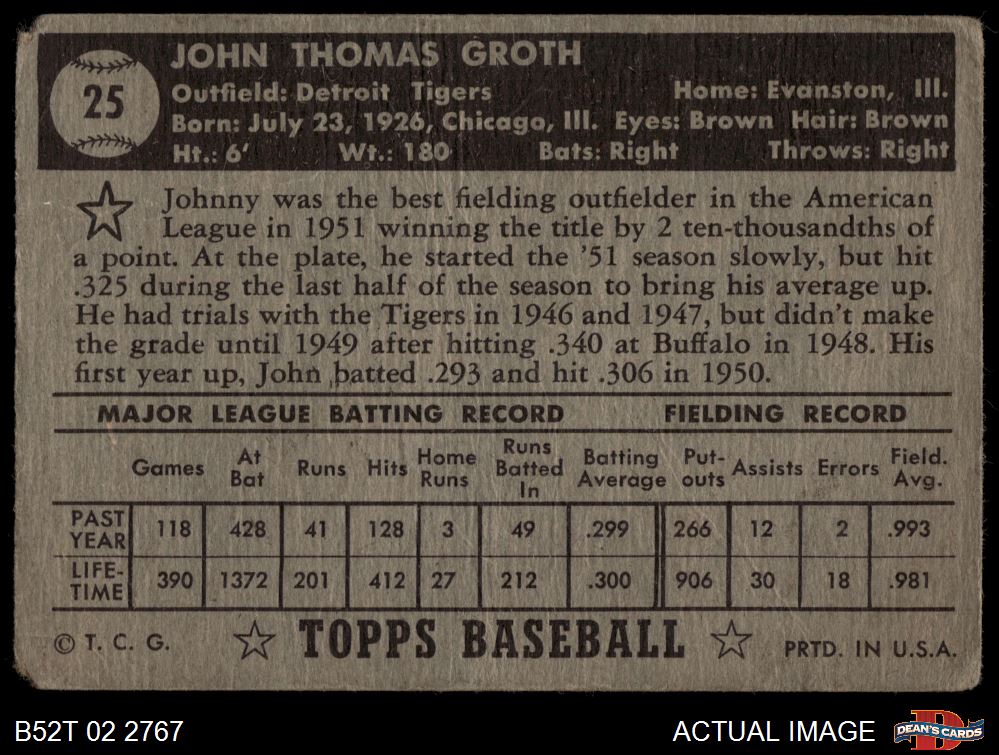 25
JOHN THOMAS GROTH
Outfield: Detroit Tigers Home: Evanston, Ill.
Born: July 23, 1926, Chicago, Ill. Eyes: Brown Hair: Brown
Ht.: 6' Wt.: 180 Bats: Right Throws: Right
Johnny was the best fielding outfielder in the American
League in 1951 winning the title by 2 ten-thousandths of
a point. At the plate, he started the '51 season slowly, but hit
.325 during the last half of the season to bring his average up.
He had trials with the Tigers in 1946 and 1947, but didn't make
the grade until 1949 after hitting .340 at Buffalo in 1948. His
first year up, John batted .293 and hit .306 in 1950.
MAJOR LEAGUE BATTING RECORD FIELDING RECORD
Games At Bat Runs Hits Home Runs Runs Batted In Batting Average Put-outs Assists Errors Field. Avg.
PAST YEAR 118 428 41 128 3 49 .299 266 12 2 .993
LIFE-TIME 390 1372 201 412 27 212 .300 906 30 18 .981
© T. C. G. TOPPS BASEBALL PRTD. IN U.S.A.
B52T 02 2767 ACTUAL IMAGE DEAN'S CARDS